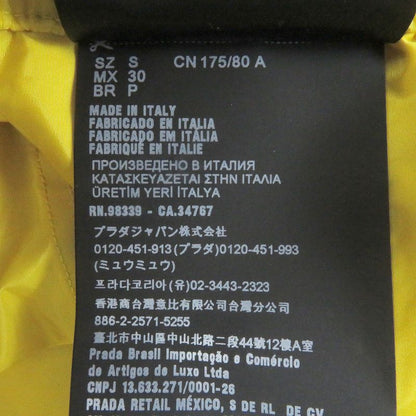 SZ S CN 175/80 A
MX 30
BR P
MADE IN ITALY
FABRICADO EN ITALIA
FABRICADO EM ITÀLIA
FABRIQUÉ EN ITALIE
ПРОИЗВЕДЕНО В ИТАЛИЯ
ΚΑΤΑΣΚΕΥΑΖΕΤΑΙ ΣΤΗΝ ΙΤΑΛΙΑ
ÜRETİM YERİ İTALYA
RN.98339 - CA.34767
プラダジャパン株式会社
0120-451-913 (プラダ) 0120-451-993
(ミュウミュウ)
프라다코리아 (유) 02-3443-2323
香港商台灣意比有限公司台灣分公司
886-2-2571-5255
臺北市中山區中山北路二段44號12樓A室
Prada Brasil Importação e Comércio
de Artigos de Luxo Ltda
CNPJ 13.633.271/0001-26
PRADA RETAIL MÉXICO, S DE RL DE CV